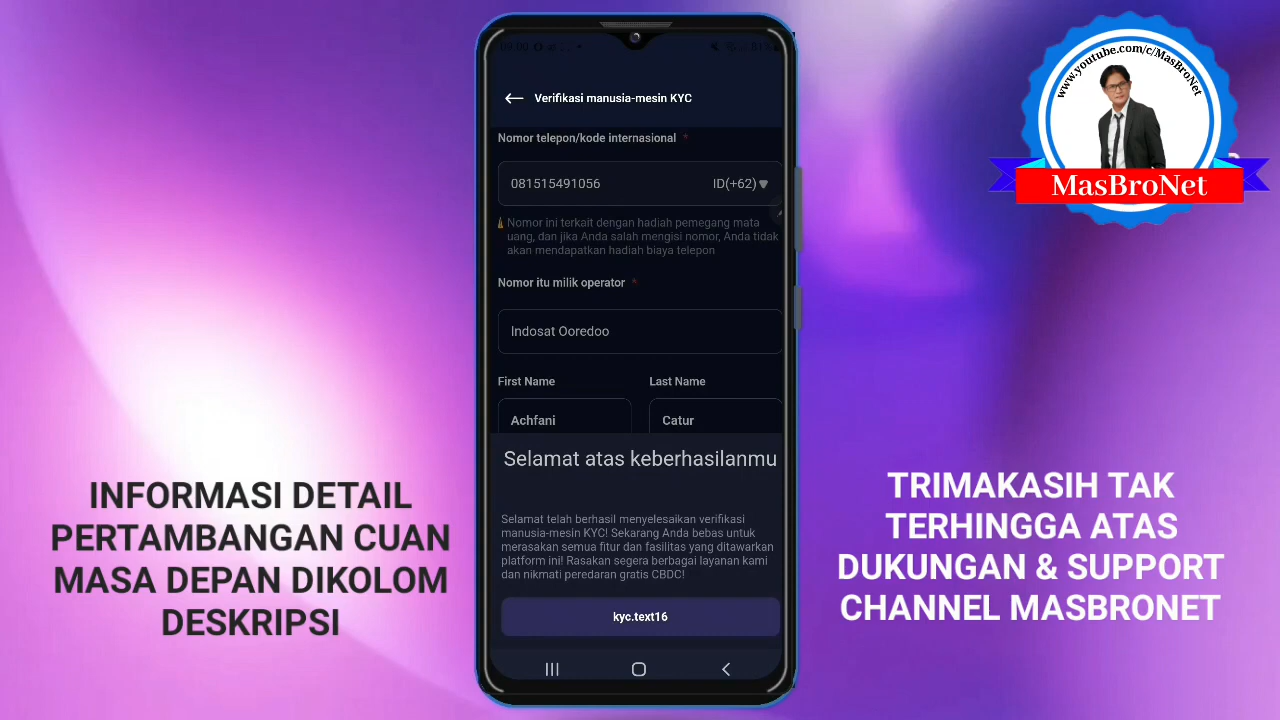 www.youtube.com/c/MasBroNet
MasBroNet
Verifikasi manusia-mesin KYC
Nomor telepon/kode internasional *
081515491056 ID(+62)
Nomor ini terkait dengan hadiah pemegang mata
uang, dan jika Anda salah mengisi nomor, Anda tidak
akan mendapatkan hadiah biaya telepon
Nomor itu milik operator *
Indosat Ooredoo
First Name Last Name
Achfani Catur
Selamat atas keberhasilanmu
Selamat telah berhasil menyelesaikan verifikasi
manusia-mesin KYC! Sekarang Anda bebas untuk
merasakan semua fitur dan fasilitas yang ditawarkan
platform ini! Rasakan segera berbagai layanan kami
dan nikmati peredaran gratis CBDC!
kyc.text16
INFORMASI DETAIL
PERTAMBANGAN CUAN
MASA DEPAN DIKOLOM
DESKRIPSI
TRIMAKASIH TAK
TERHINGGA ATAS
DUKUNGAN & SUPPORT
CHANNEL MASBRONET